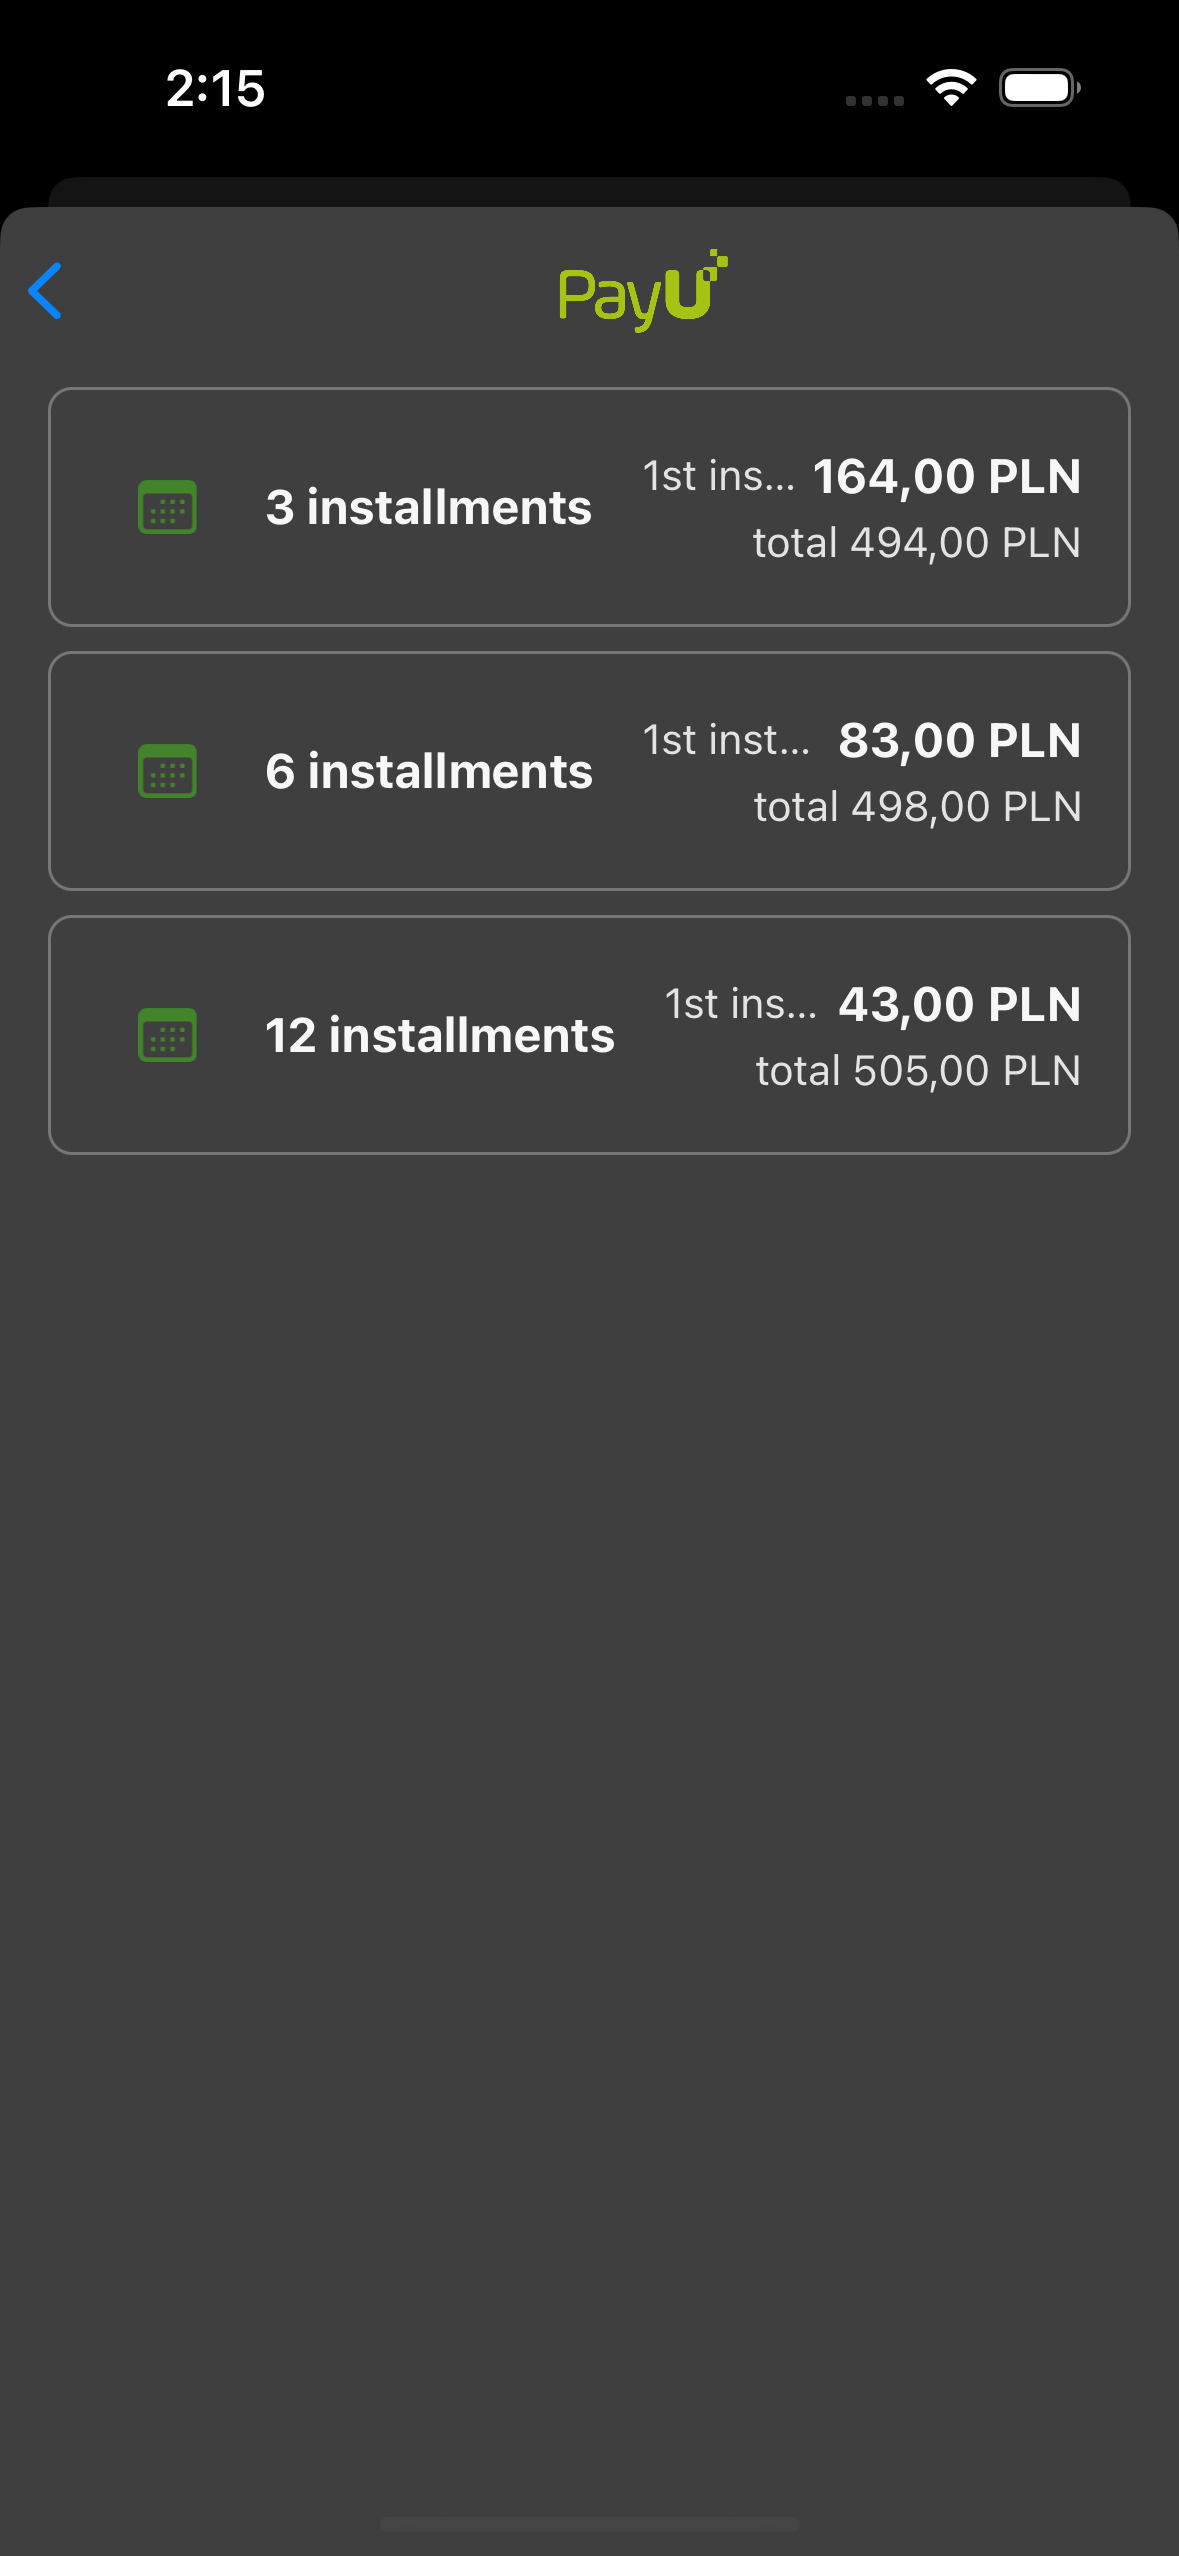 2:15
PayU
3 installments
1st ins... 164,00 PLN
total 494,00 PLN
6 installments
1st inst... 83,00 PLN
total 498,00 PLN
12 installments
1st ins... 43,00 PLN
total 505,00 PLN